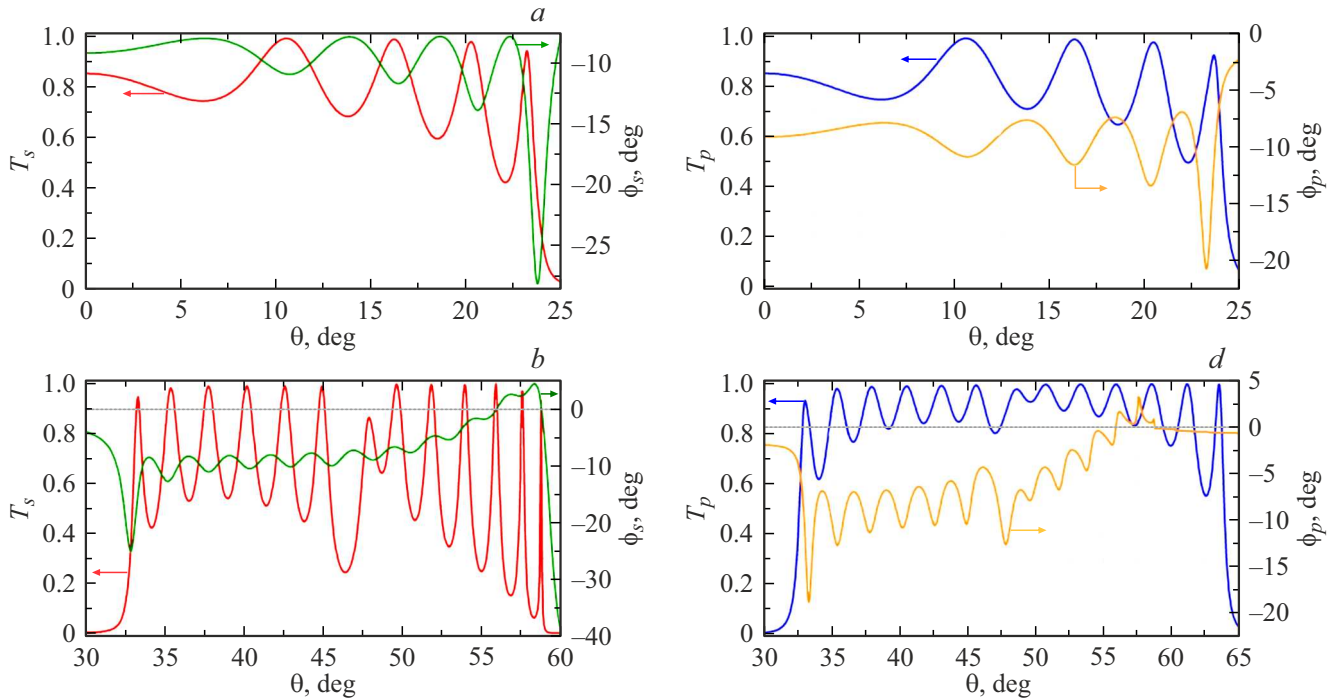 a
1.0
0.8
0.6
0.4
0.2
0
T_s
–10
–15
–20
–25
ϕ_s, deg
0 5 10 15 20 25
θ, deg
1.0
0.8
0.6
0.4
0.2
0
T_p
0
–5
–10
–15
–20
ϕ_p, deg
0 5 10 15 20 25
θ, deg
b
1.0
0.8
0.6
0.4
0.2
0
T_s
0
–10
–20
–30
–40
ϕ_s, deg
30 35 40 45 50 55 60
θ, deg
d
1.0
0.8
0.6
0.4
0.2
0
T_p
5
0
–5
–10
–15
–20
ϕ_p, deg
30 35 40 45 50 55 60 65
θ, deg